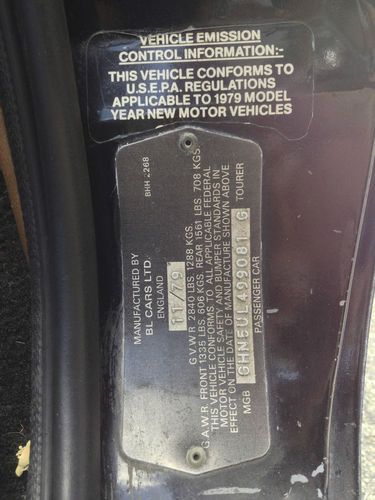 VEHICLE EMISSION
CONTROL INFORMATION:-
THIS VEHICLE CONFORMS TO
U.S.E.P.A. REGULATIONS
APPLICABLE TO 1979 MODEL
YEAR NEW MOTOR VEHICLES
MANUFACTURED BY
BL CARS LTD.
ENGLAND
BHH 2268
11/79
G.V.W.R. 2840 LBS. 1288 KGS.
G.A.W.R. FRONT 1335 LBS. 606 KGS. REAR 1561 LBS. 708 KGS.
THIS VEHICLE CONFORMS TO ALL APPLICABLE FEDERAL
MOTOR VEHICLE SAFETY AND BUMPER STANDARDS IN
EFFECT ON THE DATE OF MANUFACTURE SHOWN ABOVE
MGB GHN5UL499081 G TOURER
PASSENGER CAR